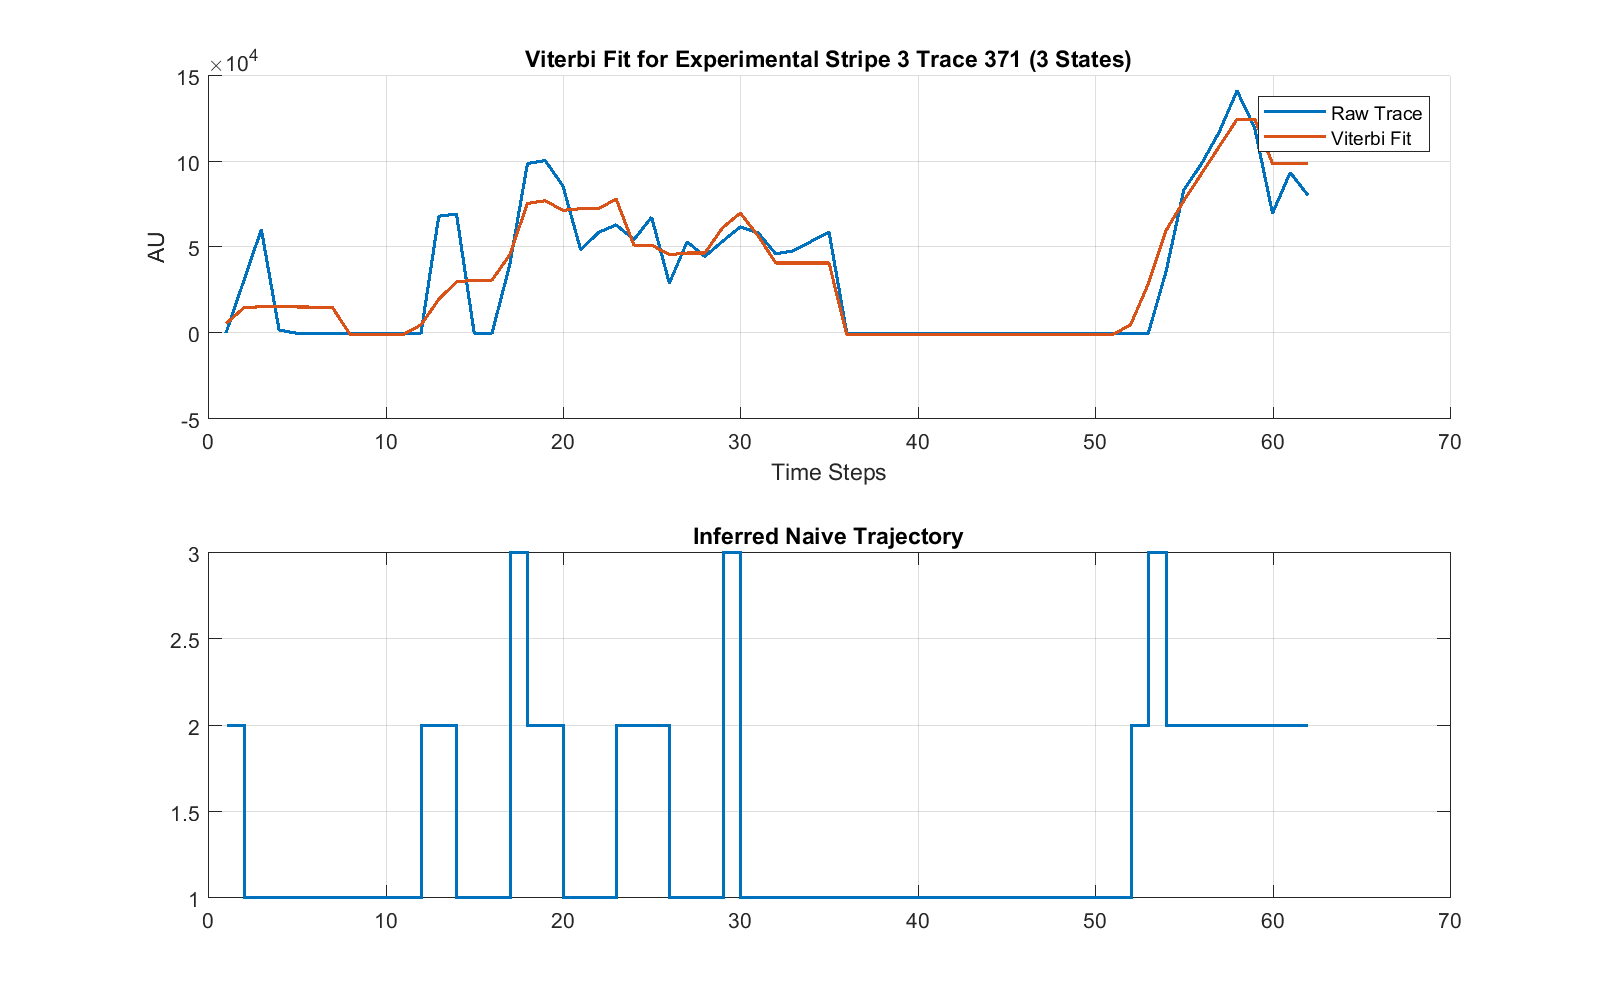 Viterbi Fit for Experimental Stripe 3 Trace 371 (3 States)
×10^4
15
10
5
0
-5
AU
Raw Trace
Viterbi Fit
0 10 20 30 40 50 60 70
Time Steps
Inferred Naive Trajectory
3
2.5
2
1.5
1
0 10 20 30 40 50 60 70